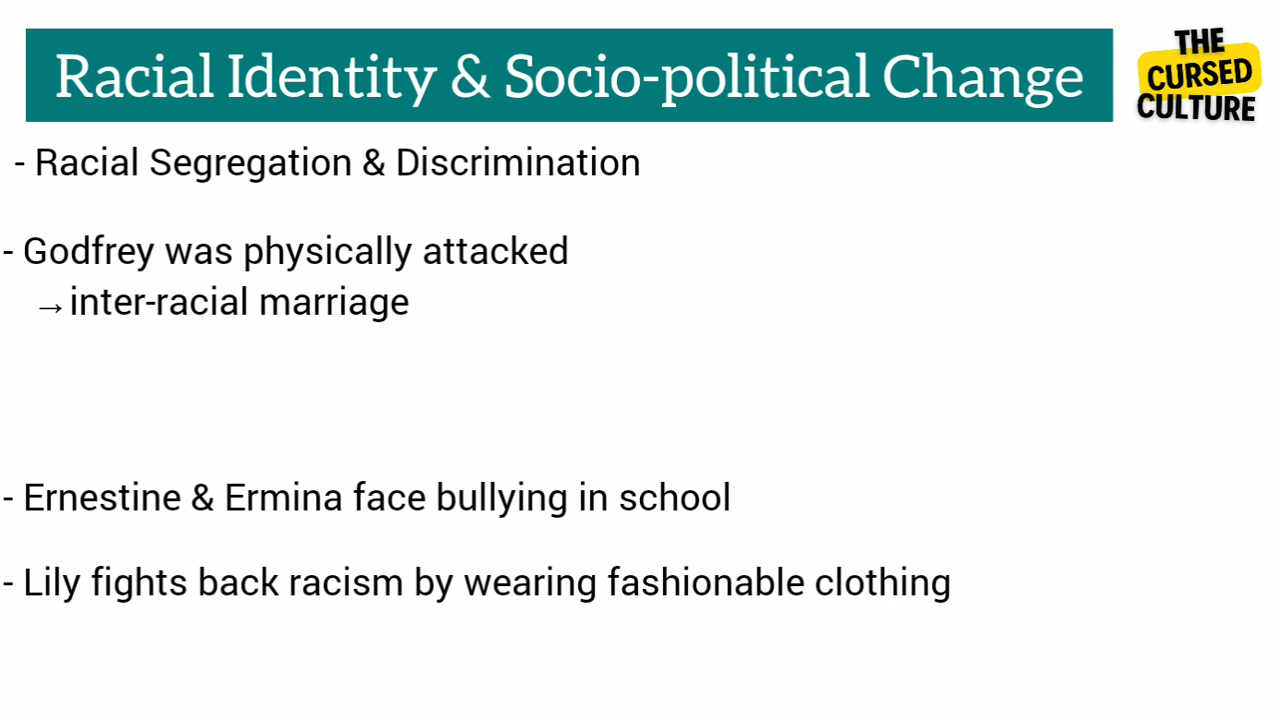 Racial Identity & Socio-political Change
THE
CURSED
CULTURE
- Racial Segregation & Discrimination
- Godfrey was physically attacked
→inter-racial marriage
- Ernestine & Ermina face bullying in school
- Lily fights back racism by wearing fashionable clothing